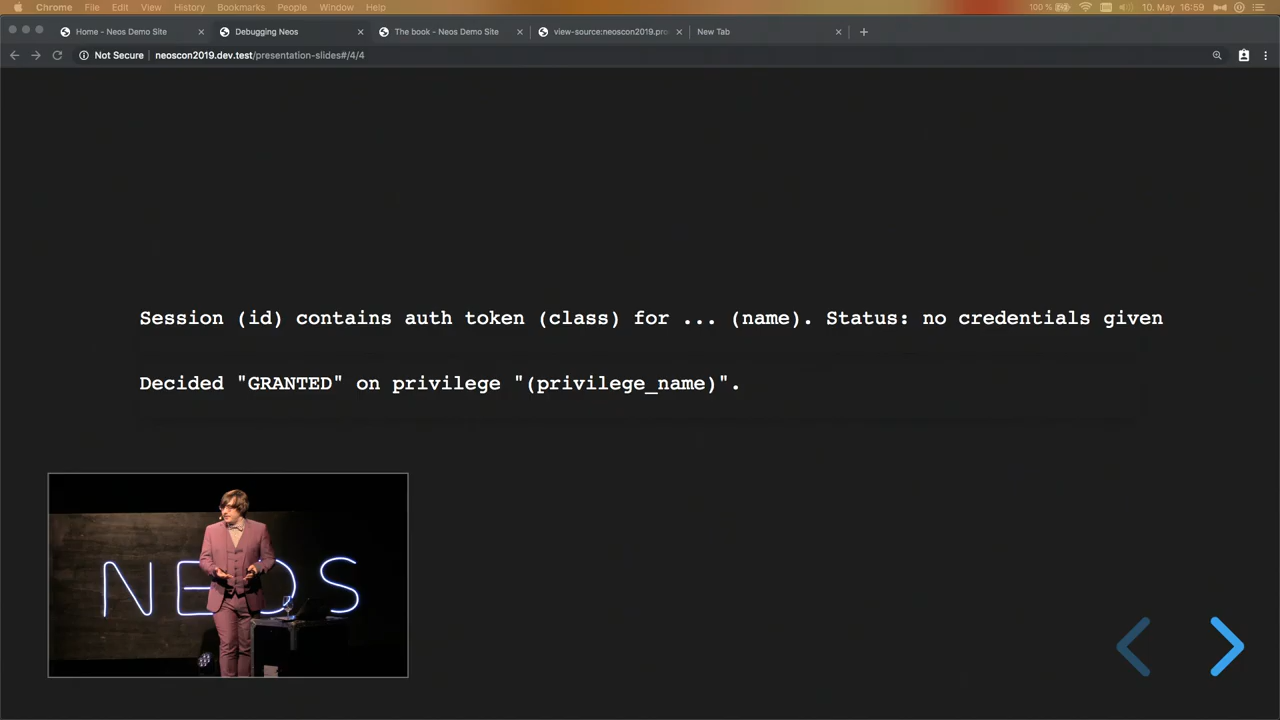 Chrome File Edit View History Bookmarks People Window Help 100 % 10. May 16:59
Home - Neos Demo Site Debugging Neos The book - Neos Demo Site view-source:neoscon2019.pro New Tab
Not Secure neoscon2019.dev.test/presentation-slides#/4/4
Session (id) contains auth token (class) for ... (name). Status: no credentials given
Decided "GRANTED" on privilege "(privilege_name)".
NEOS